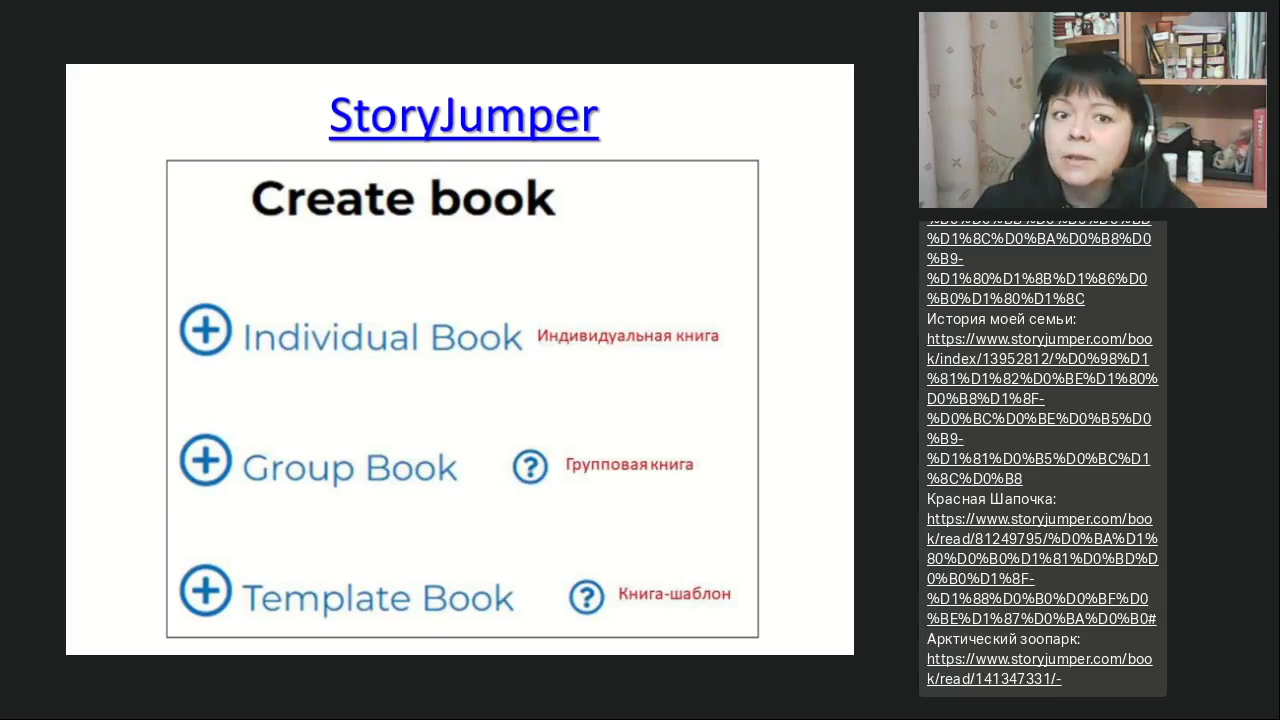 StoryJumper
Create book
Individual Book Индивидуальная книга
Group Book ? Групповая книга
Template Book ? Книга-шаблон
%D1%8C%D0%BA%D0%B8%D0
%B9-
%D1%80%D1%8B%D1%86%D0
%B0%D1%80%D1%8C
История моей семьи:
https://www.storyjumper.com/boo
k/index/13952812/%D0%98%D1
%81%D1%82%D0%BE%D1%80%
D0%B8%D1%8F-
%D0%BC%D0%BE%D0%B5%D0
%B9-
%D1%81%D0%B5%D0%BC%D1
%8C%D0%B8
Красная Шапочка:
https://www.storyjumper.com/boo
k/read/81249795/%D0%BA%D1%
80%D0%B0%D1%81%D0%BD%D
0%B0%D1%8F-
%D1%88%D0%B0%D0%BF%D0
%BE%D1%87%D0%BA%D0%B0#
Арктический зоопарк:
https://www.storyjumper.com/boo
k/read/141347331/-